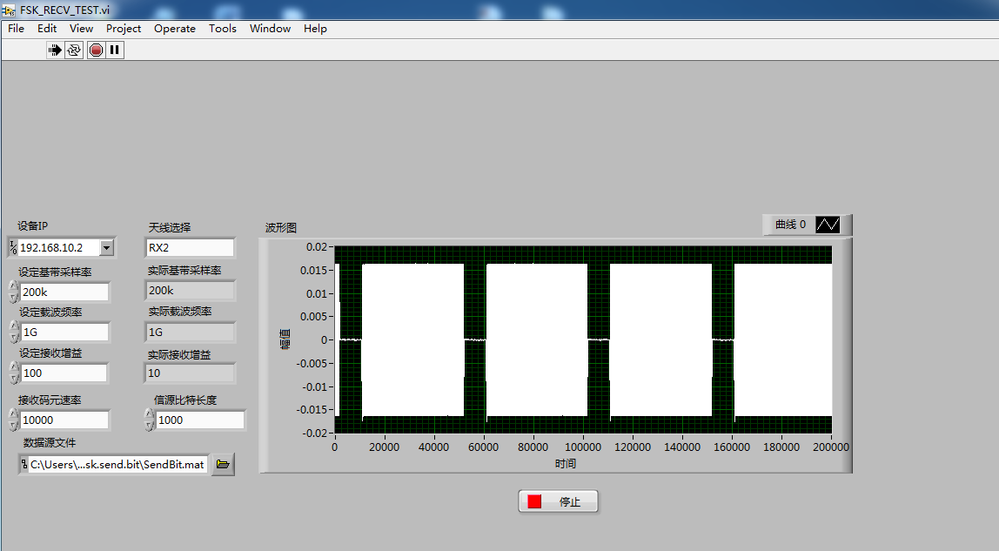 FSK_RECV_TEST.vi
File Edit View Project Operate Tools Window Help
设备IP
192.168.10.2
天线选择
RX2
设定基带采样率
200k
实际基带采样率
200k
设定载波频率
1G
实际载波频率
1G
设定接收增益
100
实际接收增益
10
接收码元速率
10000
信源比特长度
1000
数据源文件
C:\Users\...sk.send.bit\SendBit.mat
波形图
曲线 0
幅值
0.02
0.015
0.01
0.005
0
-0.005
-0.01
-0.015
-0.02
0 20000 40000 60000 80000 100000 120000 140000 160000 180000 200000
时间
停止